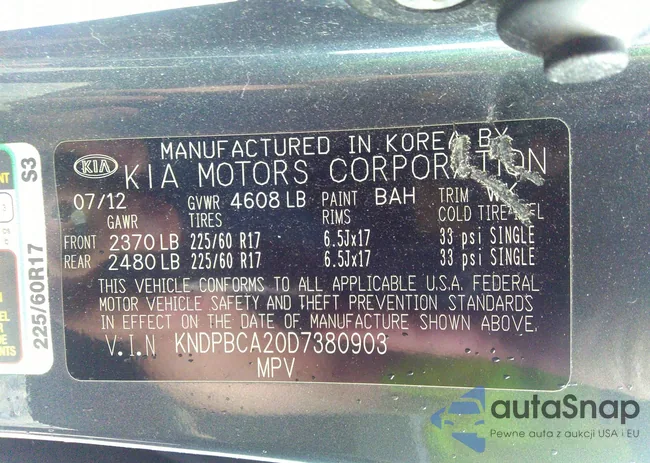 MANUFACTURED IN KOREA BY
KIA KIA MOTORS CORPORATION
07/12 GVWR 4608 LB PAINT BAH TRIM
GAWR TIRES RIMS COLD TIRE
FRONT 2370 LB 225/60 R17 6.5Jx17 33 psi SINGLE
REAR 2480 LB 225/60 R17 6.5Jx17 33 psi SINGLE
THIS VEHICLE CONFORMS TO ALL APPLICABLE U.S.A. FEDERAL
MOTOR VEHICLE SAFETY AND THEFT PREVENTION STANDARDS
IN EFFECT ON THE DATE OF MANUFACTURE SHOWN ABOVE.
V.I.N KNDPBCA20D7380903
MPV
225/60R17 S3
autaSnap
Pewne auta z aukcji USA i EU